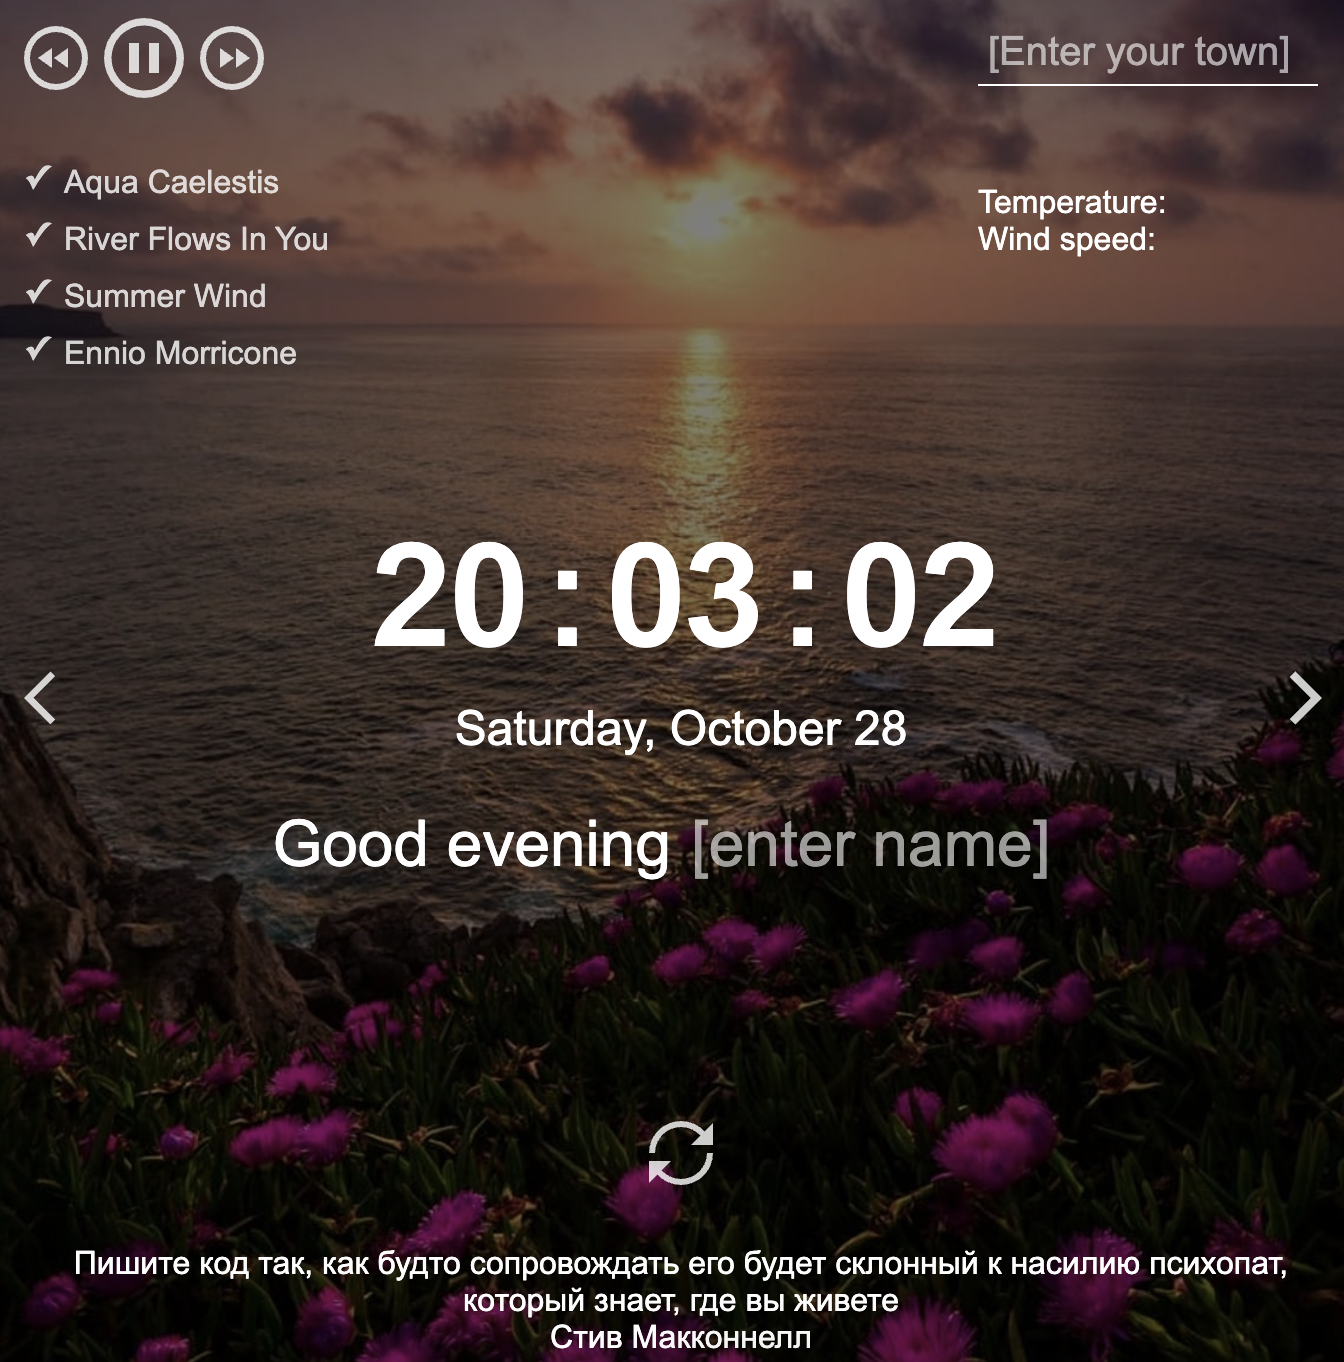 [Enter your town]
Aqua Caelestis
River Flows In You
Summer Wind
Ennio Morricone
Temperature:
Wind speed:
20:03:02
Saturday, October 28
Good evening [enter name]
Пишите код так, как будто сопровождать его будет склонный к насилию психопат,
который знает, где вы живете
Стив Макконнелл